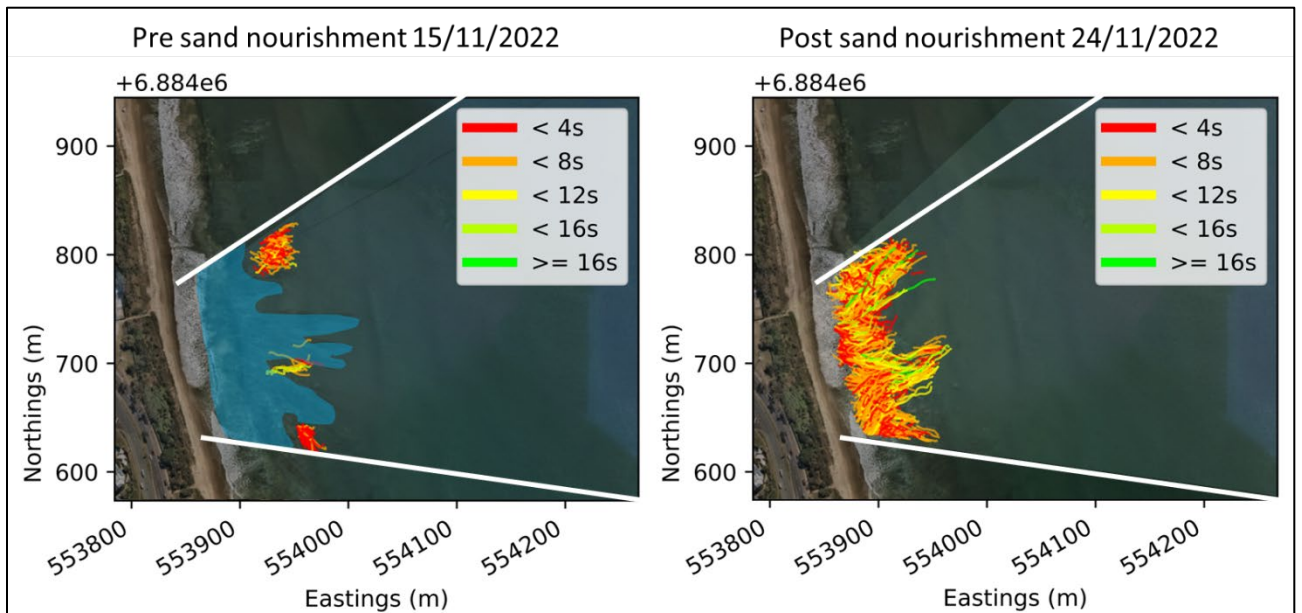 Pre sand nourishment 15/11/2022
+6.884e6
900
800
700
600
Northings (m)
553800
553900
554000
554100
554200
Eastings (m)
< 4s
< 8s
< 12s
< 16s
>= 16s
Post sand nourishment 24/11/2022
+6.884e6
900
800
700
600
Northings (m)
553800
553900
554000
554100
554200
Eastings (m)
< 4s
< 8s
< 12s
< 16s
>= 16s